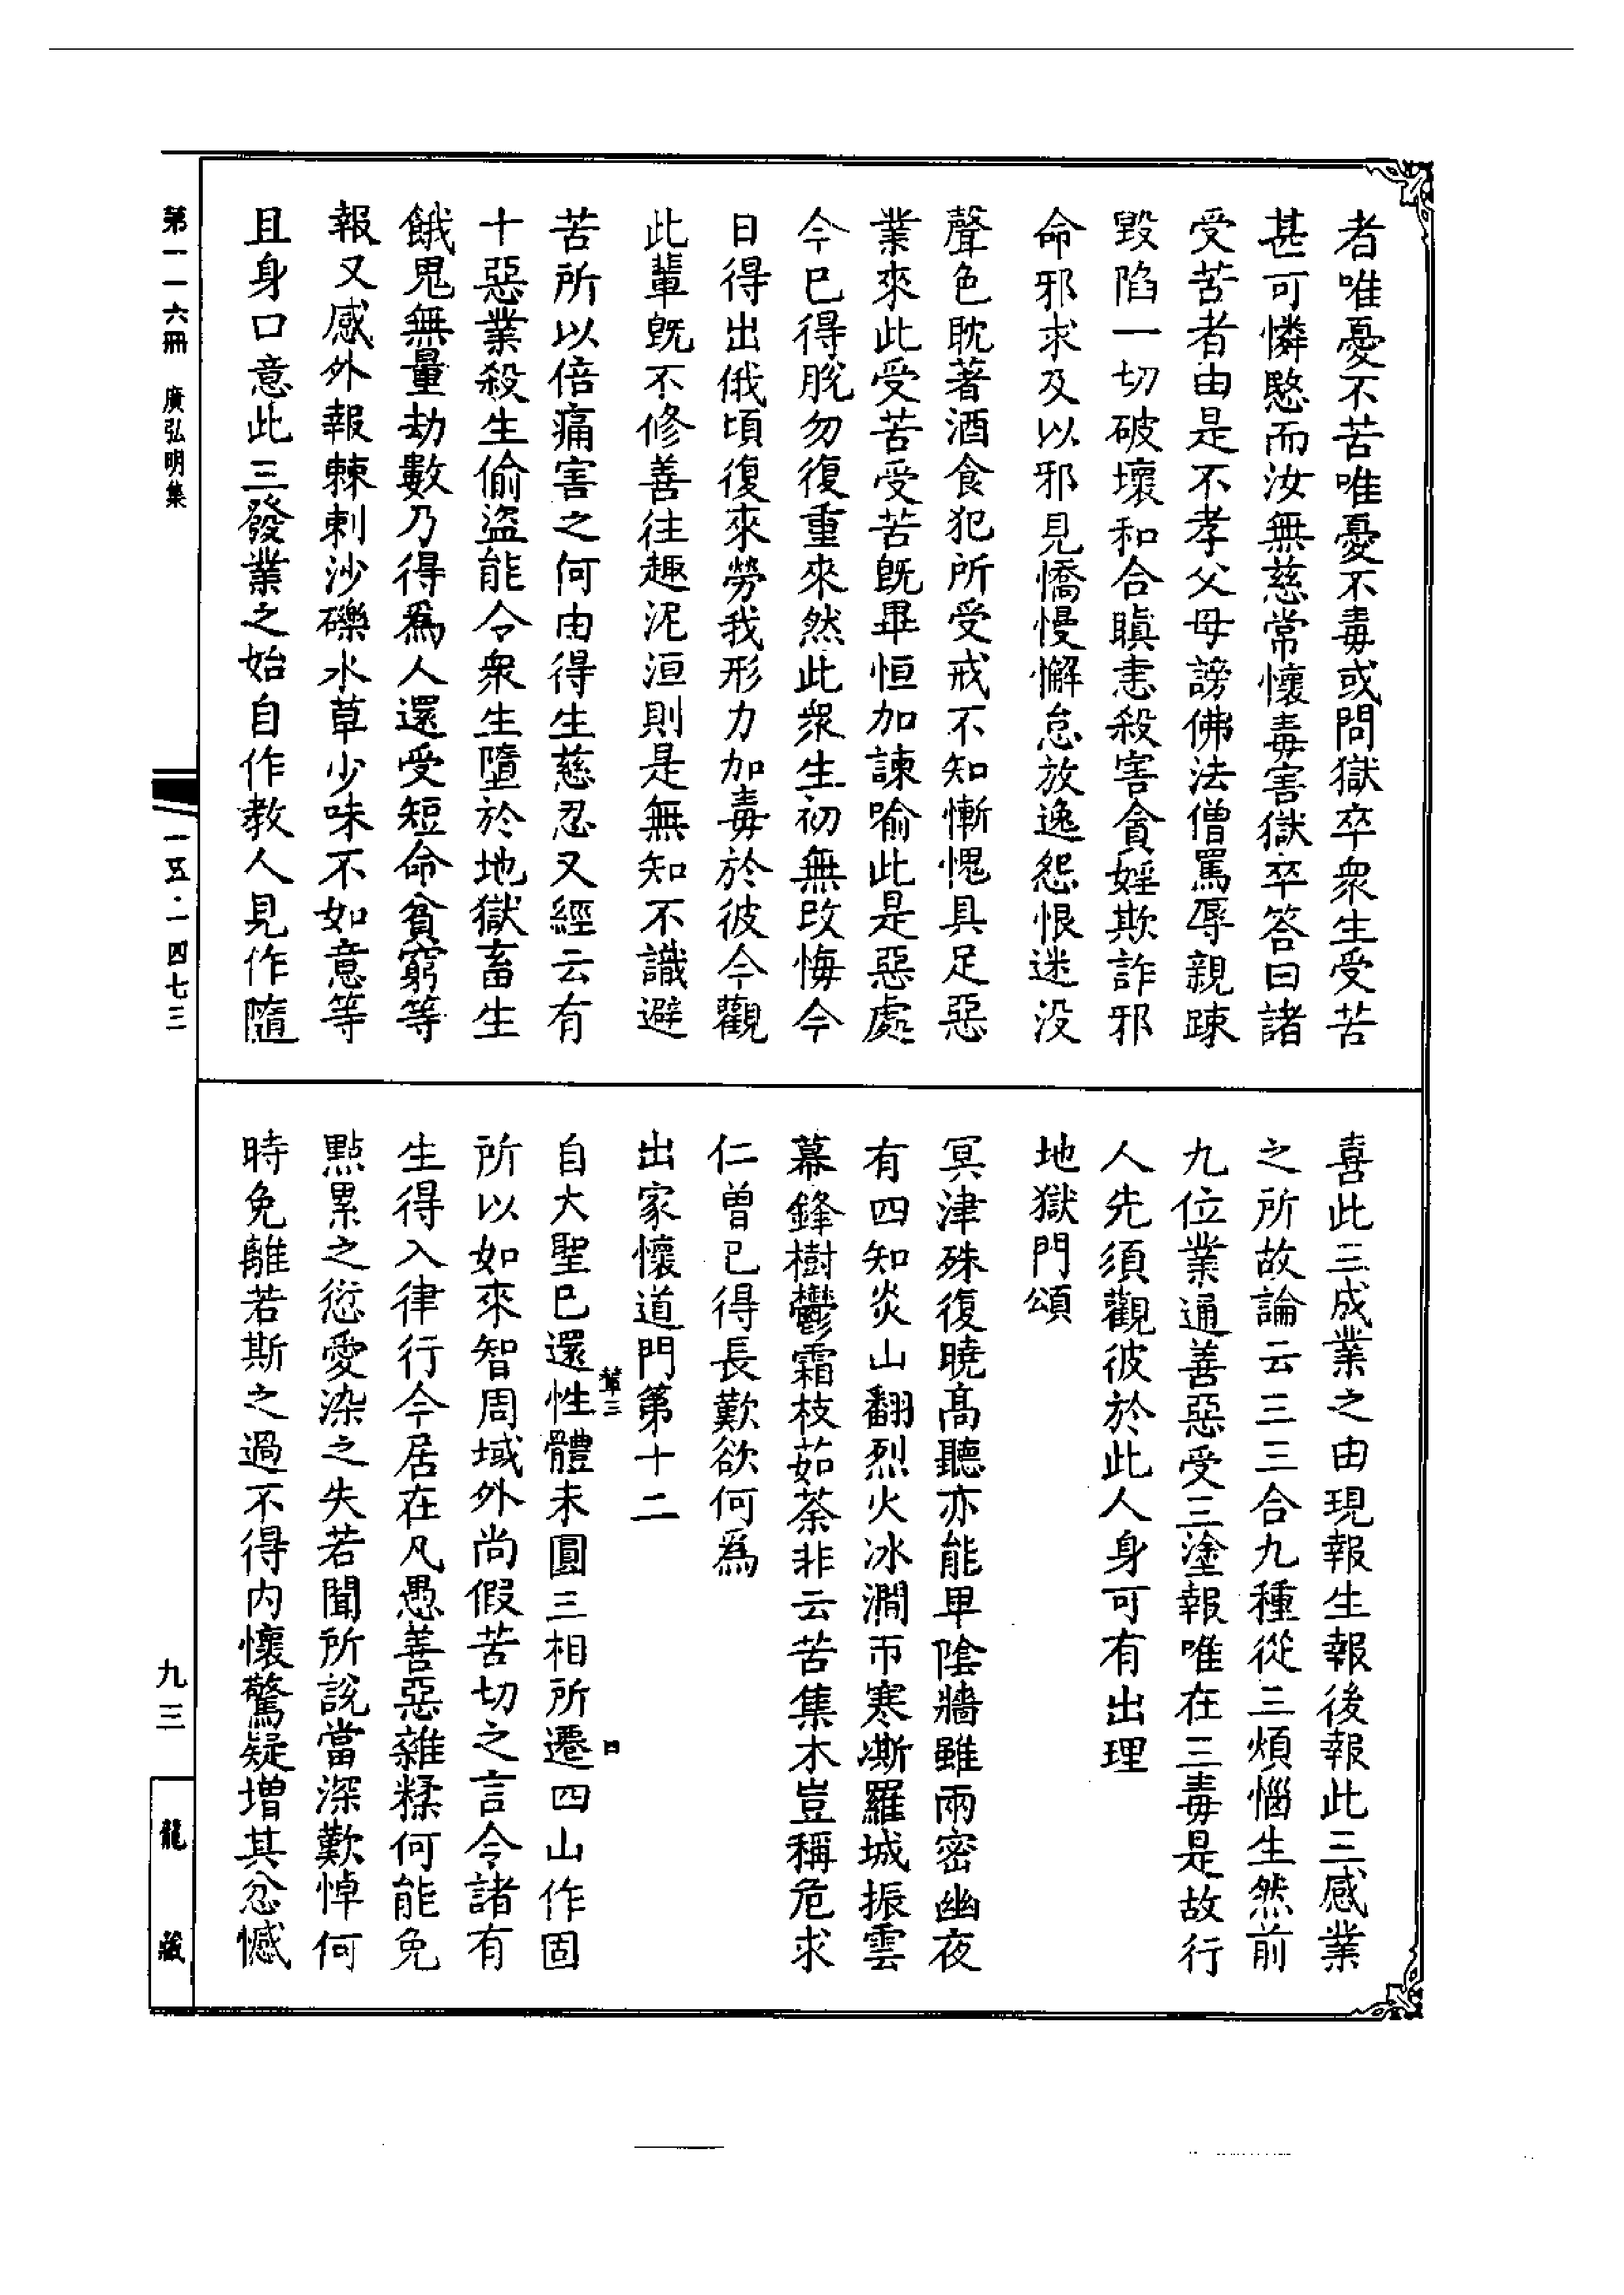 者唯憂不苦唯憂不毒或問獄卒衆生受苦
甚可憐愍而汝無慈常懷毒害獄卒答曰諸
受苦者由是不孝父母謗佛法僧罵辱親疎
毀陷一切破壞和合瞋恚殺害貪婬欺詐邪
命邪求及以邪見憍慢懈怠放逸怨恨迷没
聲色耽著酒食犯所受戒不知慚愧具足惡
業來此受苦受苦旣畢恒加諫喻此是惡處
今已得脫勿復重來然此衆生初無改悔今
日得出俄頃復來勞我形力加毒於彼今觀
此輩旣不修善往趣泥洹則是無知不識避
苦所以倍痛害之何由得生慈忍又經云有
十惡業殺生偷盜能令衆生墮於地獄畜生
餓鬼無量劫數乃得爲人還受短命貧窮等
報又感外報棘刺沙礫水草少味不如意等
且身口意此三發業之始自作教人見作隨
喜此三成業之由現報生報後報此三感業
之所故論云三三合九種從三煩惱生然前
九位業通善惡受三塗報唯在三毒是故行
人先須觀彼於此人身可有出理
地獄門頌
冥津殊復曉高聽亦能卑陰牆雖兩密幽夜
有四知炎山翻烈火冰澗帀寒凘羅城振雲
幕鋒樹鬱霜枝茹荼非云苦集木豈稱危求
仁曾已得長歎欲何爲
出家懷道門第十二
自大聖已還性體未圓三相所遷四山作固
所以如來智周域外尚假苦切之言今諸有
生得入律行今居在凡愚善惡雜糅何能免
點累之愆愛染之失若聞所說當深歎悼何
時免離若斯之過不得内懷驚疑增其忿憾
輦三
曰
第一一六冊 廣弘明集
一五·一四七三
九三
龍藏